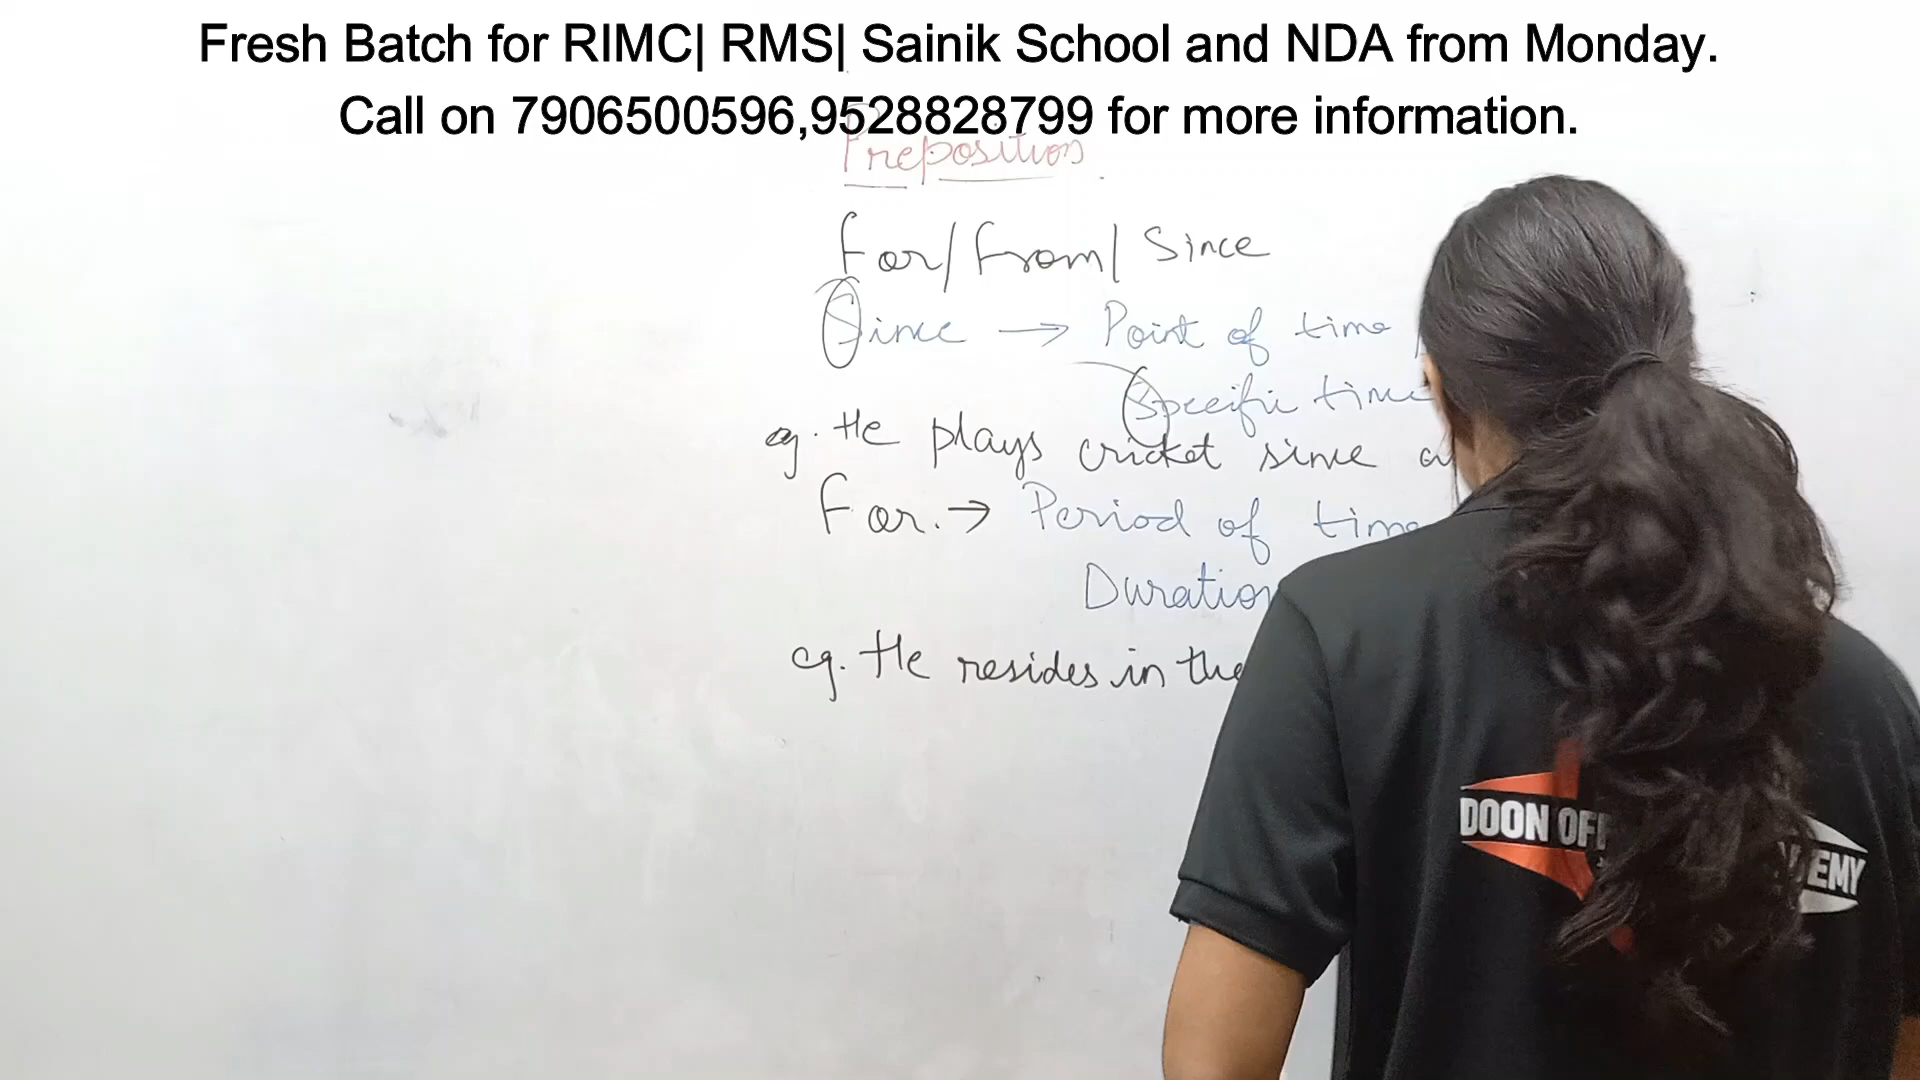 Fresh Batch for RIMC| RMS| Sainik School and NDA from Monday.
Call on 7906500596,9528828799 for more information.
Preposition
For/From/Since
Since → Point of time
Specific time
eg. He plays cricket since
For. → Period of time
Duration
eg. He resides in the
DOON OFF
EMY